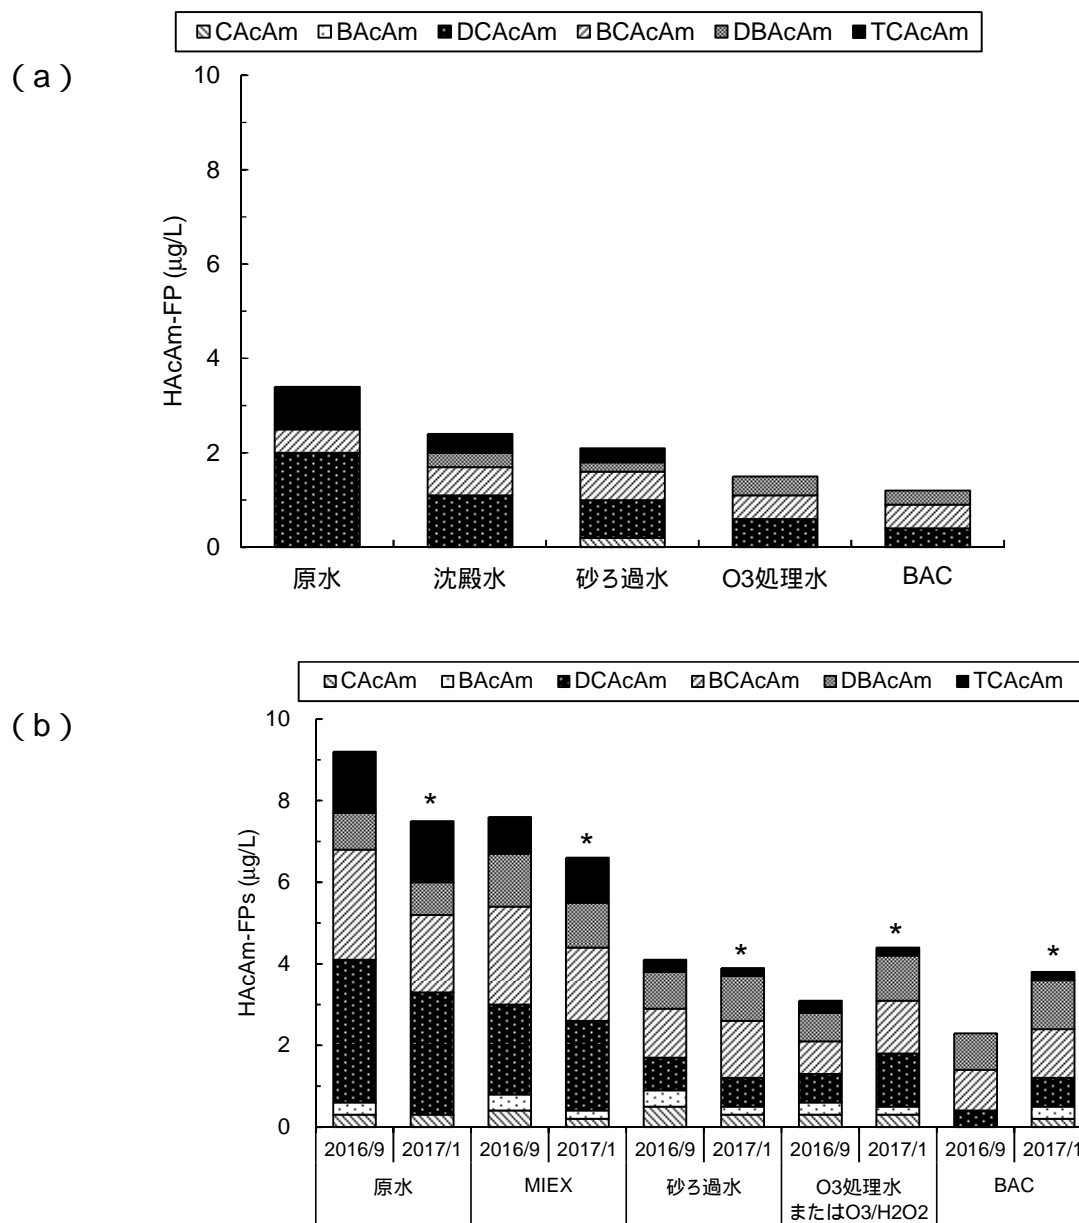 CAcAm BAcAm DCAcAm BCAcAm DBAcAm TCAcAm
(a)
HAcAm-FP (μg/L)
10
8
6
4
2
0
原水 沈殿水 砂ろ過水 O3処理水 BAC
CAcAm BAcAm DCAcAm BCAcAm DBAcAm TCAcAm
(b)
HAcAm-FPs (μg/L)
10
8
6
4
2
0
* * * * *
2016/9 2017/1 2016/9 2017/1 2016/9 2017/1 2016/9 2017/1 2016/9 2017/1
原水 MIEX 砂ろ過水 O3処理水 BAC
またはO3/H2O2